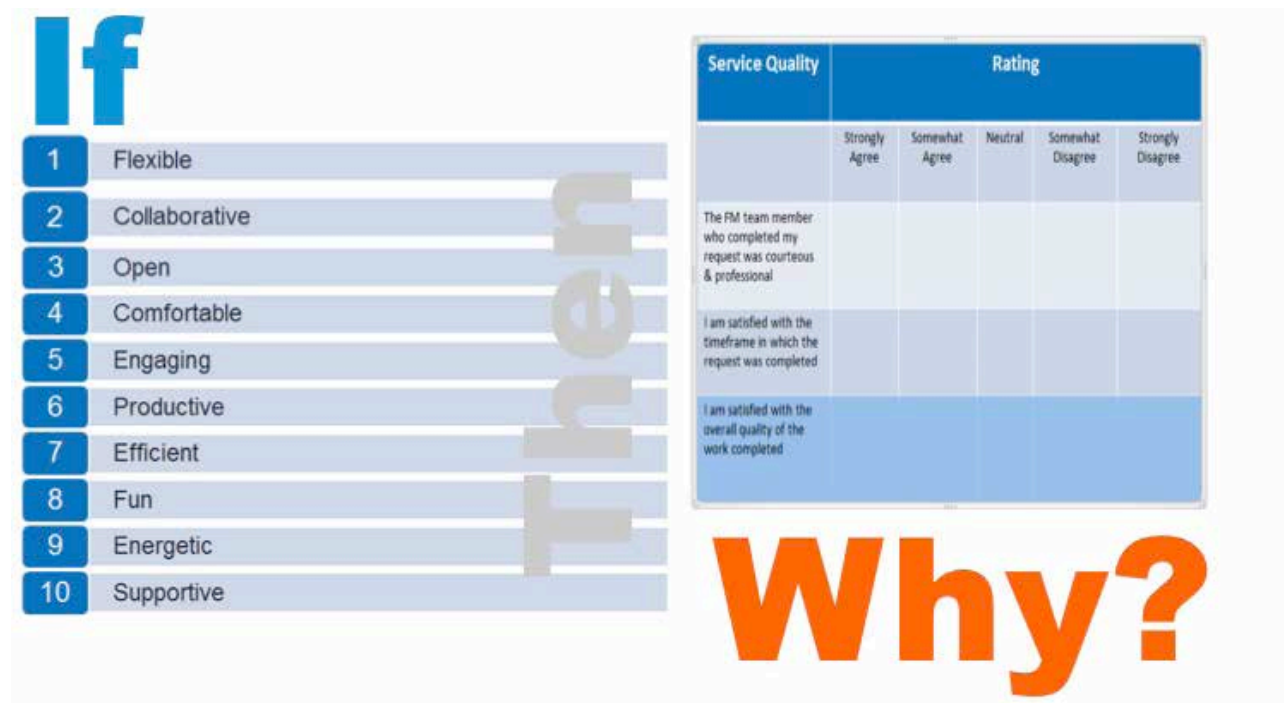 If
1 Flexible
2 Collaborative
3 Open
4 Comfortable
5 Engaging
6 Productive
7 Efficient
8 Fun
9 Energetic
10 Supportive
Then
Service Quality Rating
Strongly Agree Somewhat Agree Neutral Somewhat Disagree Strongly Disagree
The FM team member
who completed my
request was courteous
& professional
I am satisfied with the
timeframe in which the
request was completed
I am satisfied with the
overall quality of the
work completed
Why?